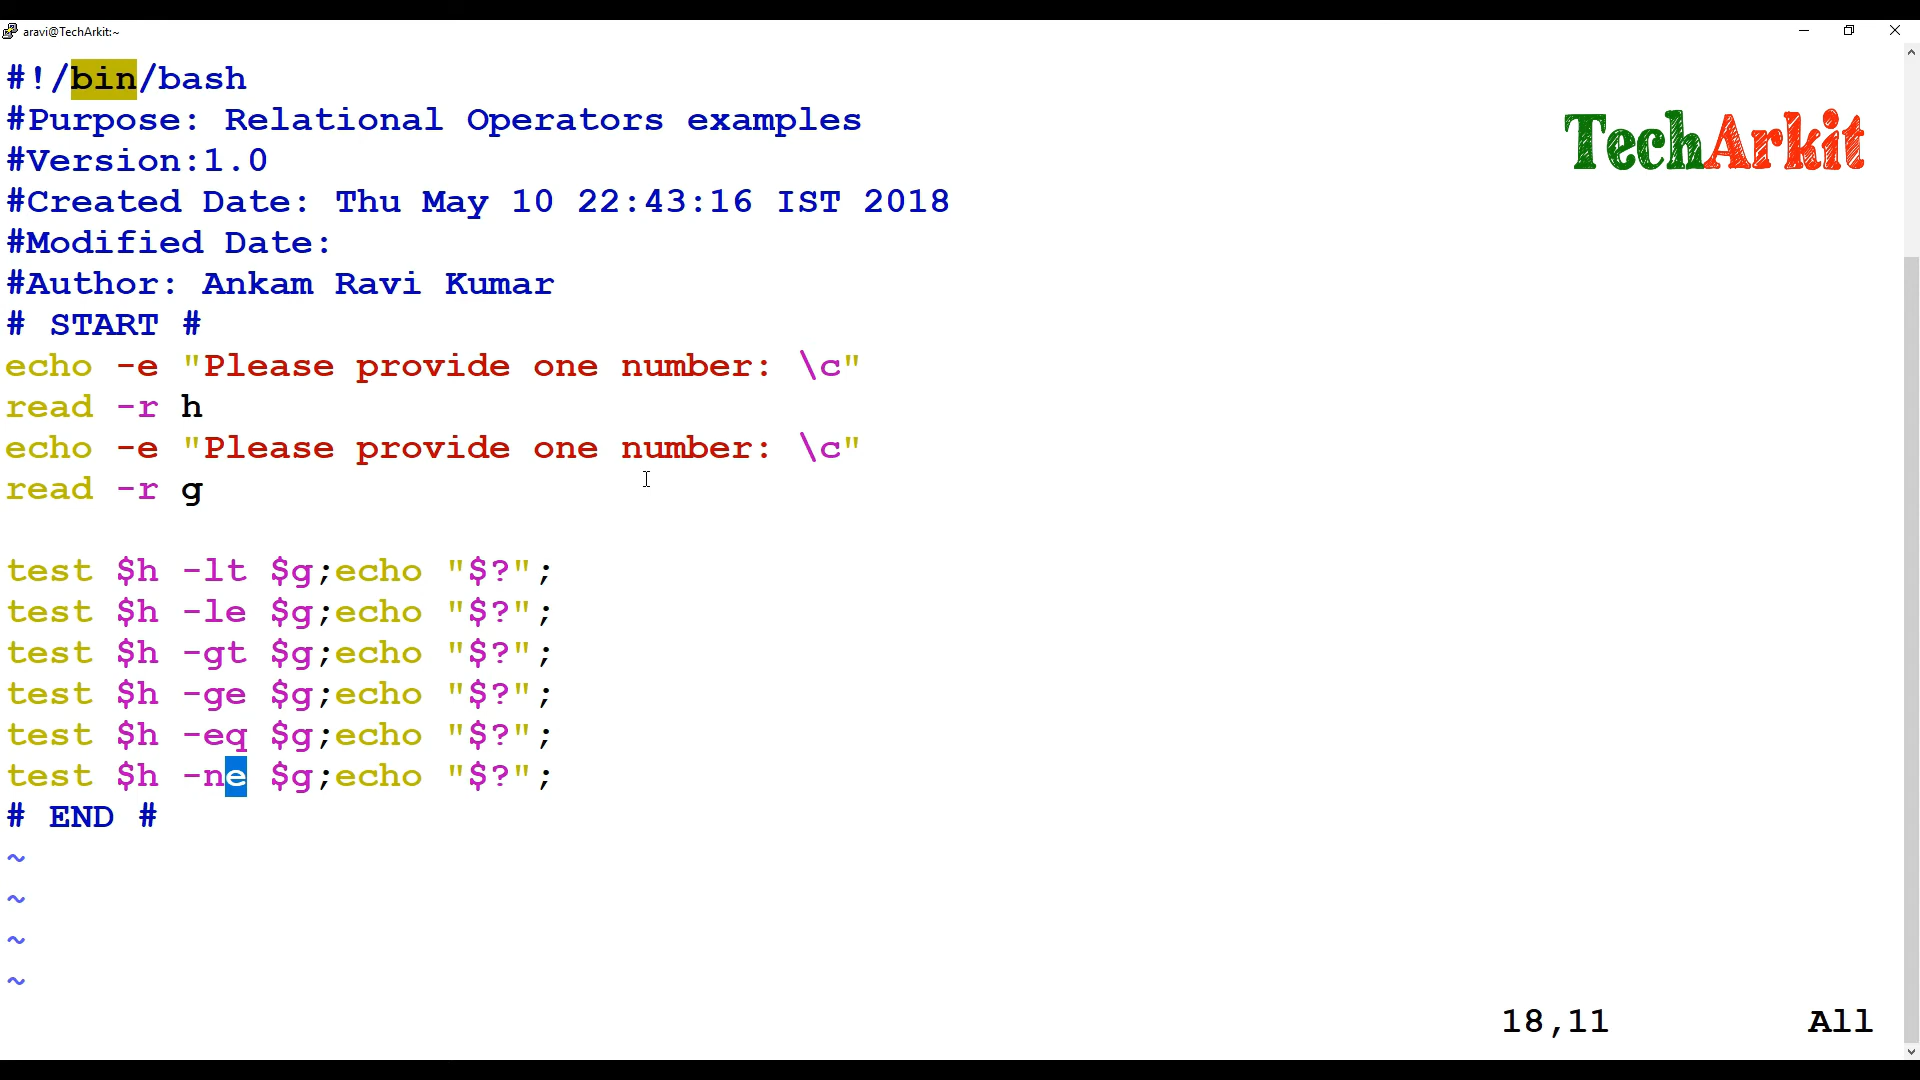 aravi@TechArkit:~
#!/bin/bash
#Purpose: Relational Operators examples
TechArkit
#Version:1.0
#Created Date: Thu May 10 22:43:16 IST 2018
#Modified Date:
#Author: Ankam Ravi Kumar
# START #
echo -e "Please provide one number: \c"
read -r h
echo -e "Please provide one number: \c"
read -r g
test $h -lt $g;echo "$?";
test $h -le $g;echo "$?";
test $h -gt $g;echo "$?";
test $h -ge $g;echo "$?";
test $h -eq $g;echo "$?";
test $h -ne $g;echo "$?";
# END #
~
~
~
~
18,11 All